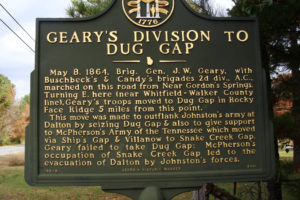 1776
GEARY'S DIVISION TO
DUG GAP
May 8, 1864, Brig. Gen. J.W. Geary, with
Buschbeck's & Candy's brigades 2d div., A.C.,
marched on this road from Near Gordon's Springs.
Turning E. here (near Whitfield-Walker County
line), Geary's troops moved to Dug Gap in Rocky
Face Ridge 5 miles from this point.
This move was made to outflank Johnston's army at
Dalton by seizing Dug Gap & also to give support
to McPherson's Army of the Tennessee which moved
via Ship's Gap & Villanow to Snake Creek Gap.
Geary failed to take Dug Gap: McPherson's
occupation of Snake Creek Gap led to the
evacuation of Dalton by Johnston's forces.
GEORGIA HISTORIC MARKER